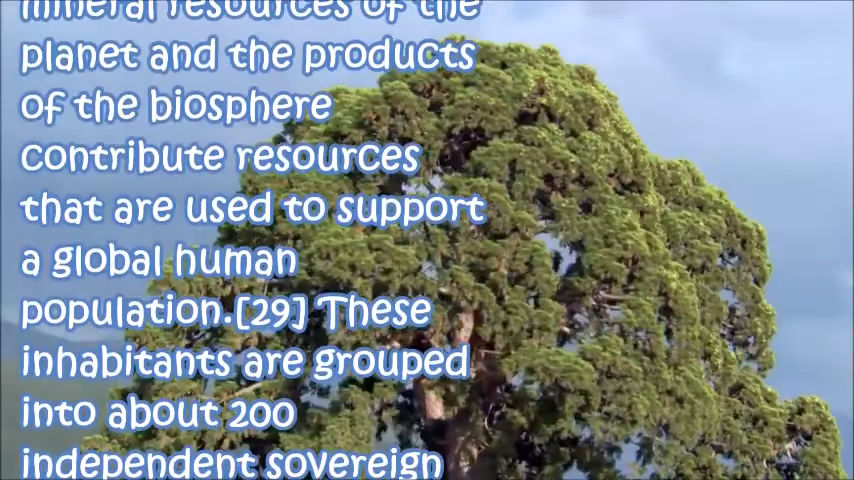 mineral resources of the
planet and the products
of the biosphere
contribute resources
that are used to support
a global human
population.[29] These
inhabitants are grouped
into about 200
independent sovereign